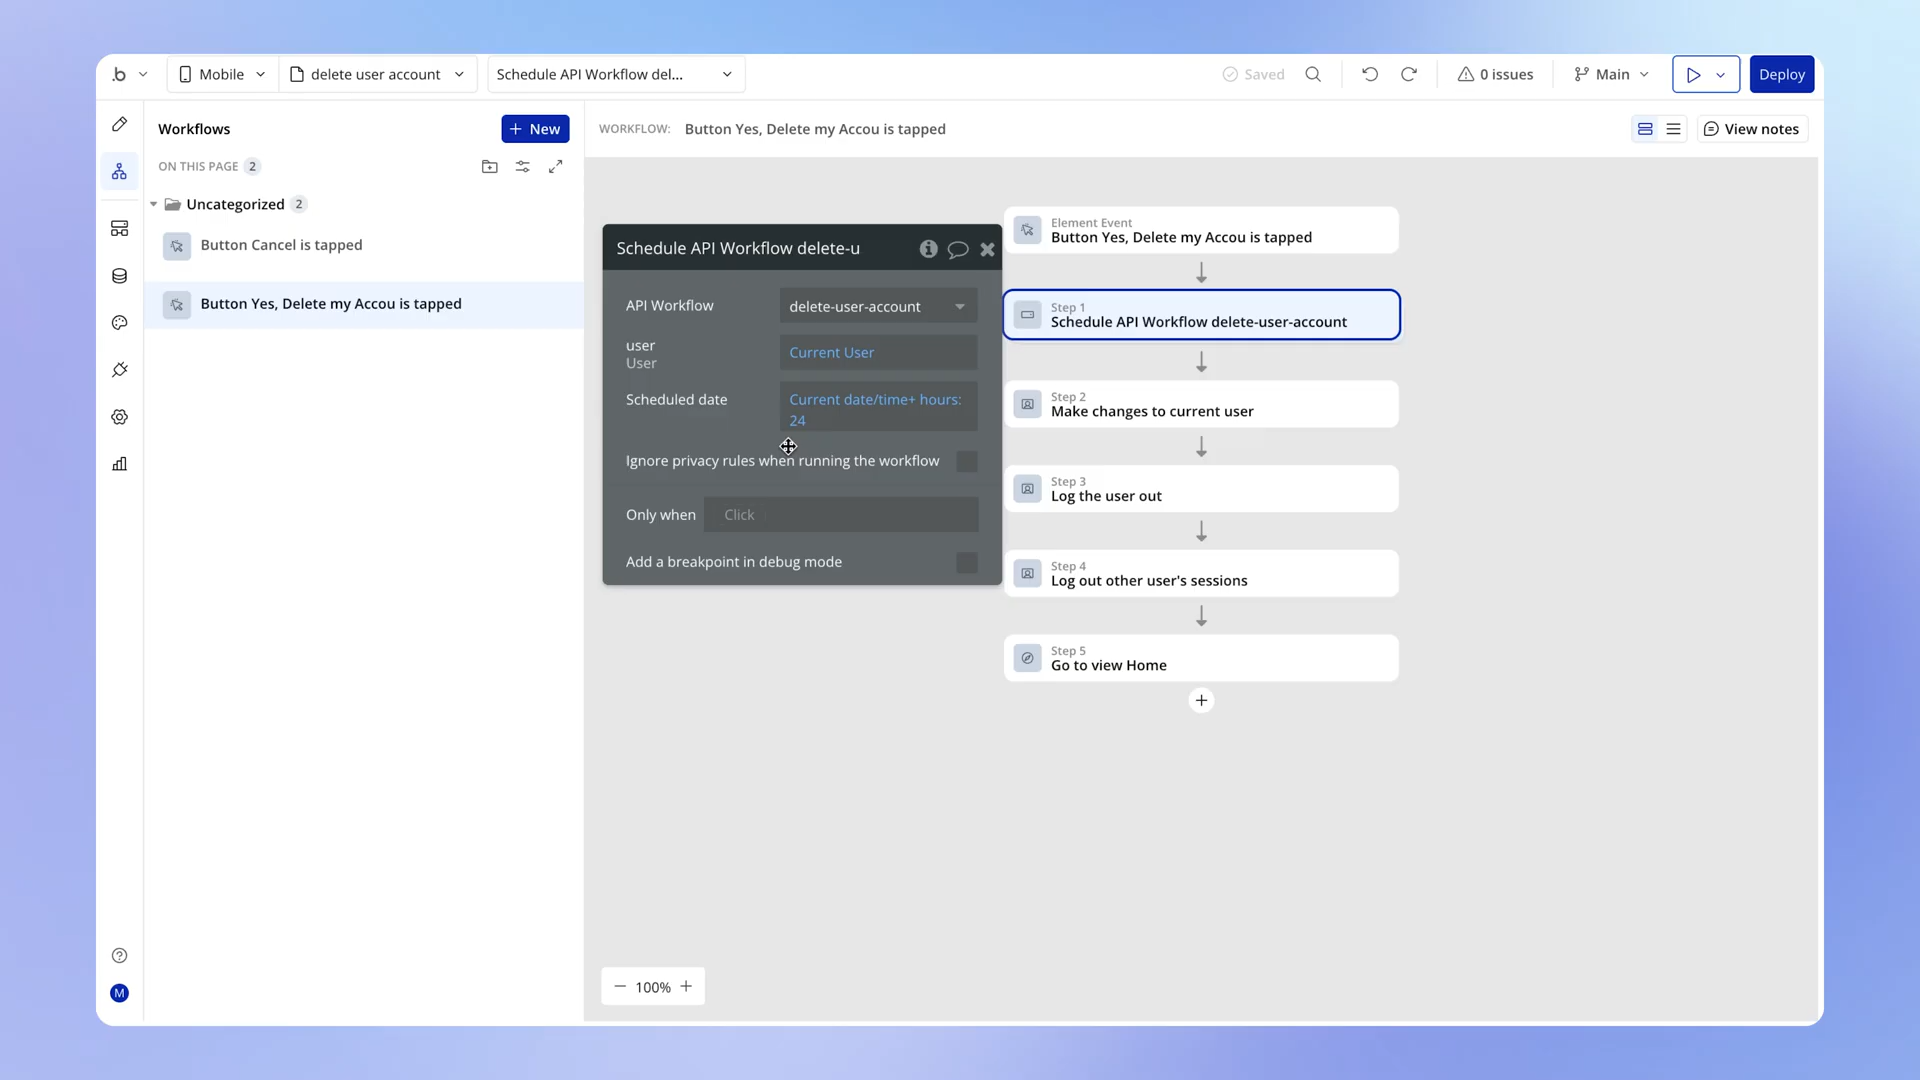 .b
Mobile
delete user account
Schedule API Workflow del...
Saved
0 issues
Main
Deploy
Workflows
New
WORKFLOW: Button Yes, Delete my Accou is tapped
View notes
ON THIS PAGE 2
Uncategorized 2
Button Cancel is tapped
Button Yes, Delete my Accou is tapped
Schedule API Workflow delete-u
API Workflow
delete-user-account
user
User
Current User
Scheduled date
Current date/time+ hours:
24
Ignore privacy rules when running the workflow
Only when
Click
Add a breakpoint in debug mode
Element Event
Button Yes, Delete my Accou is tapped
Step 1
Schedule API Workflow delete-user-account
Step 2
Make changes to current user
Step 3
Log the user out
Step 4
Log out other user's sessions
Step 5
Go to view Home
100%
M